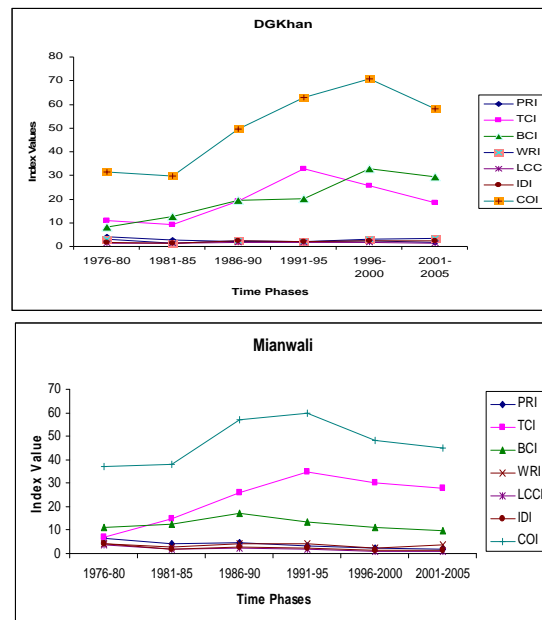 DGKhan
Index Values
80
70
60
50
40
30
20
10
0
1976-80 1981-85 1986-90 1991-95 1996-2000 2001-2005
Time Phases
PRI
TCI
BCI
WRI
LCCI
IDI
COI
Mianwali
Index Value
70
60
50
40
30
20
10
0
1976-80 1981-85 1986-90 1991-95 1996-2000 2001-2005
Time Phases
PRI
TCI
BCI
WRI
LCCI
IDI
COI